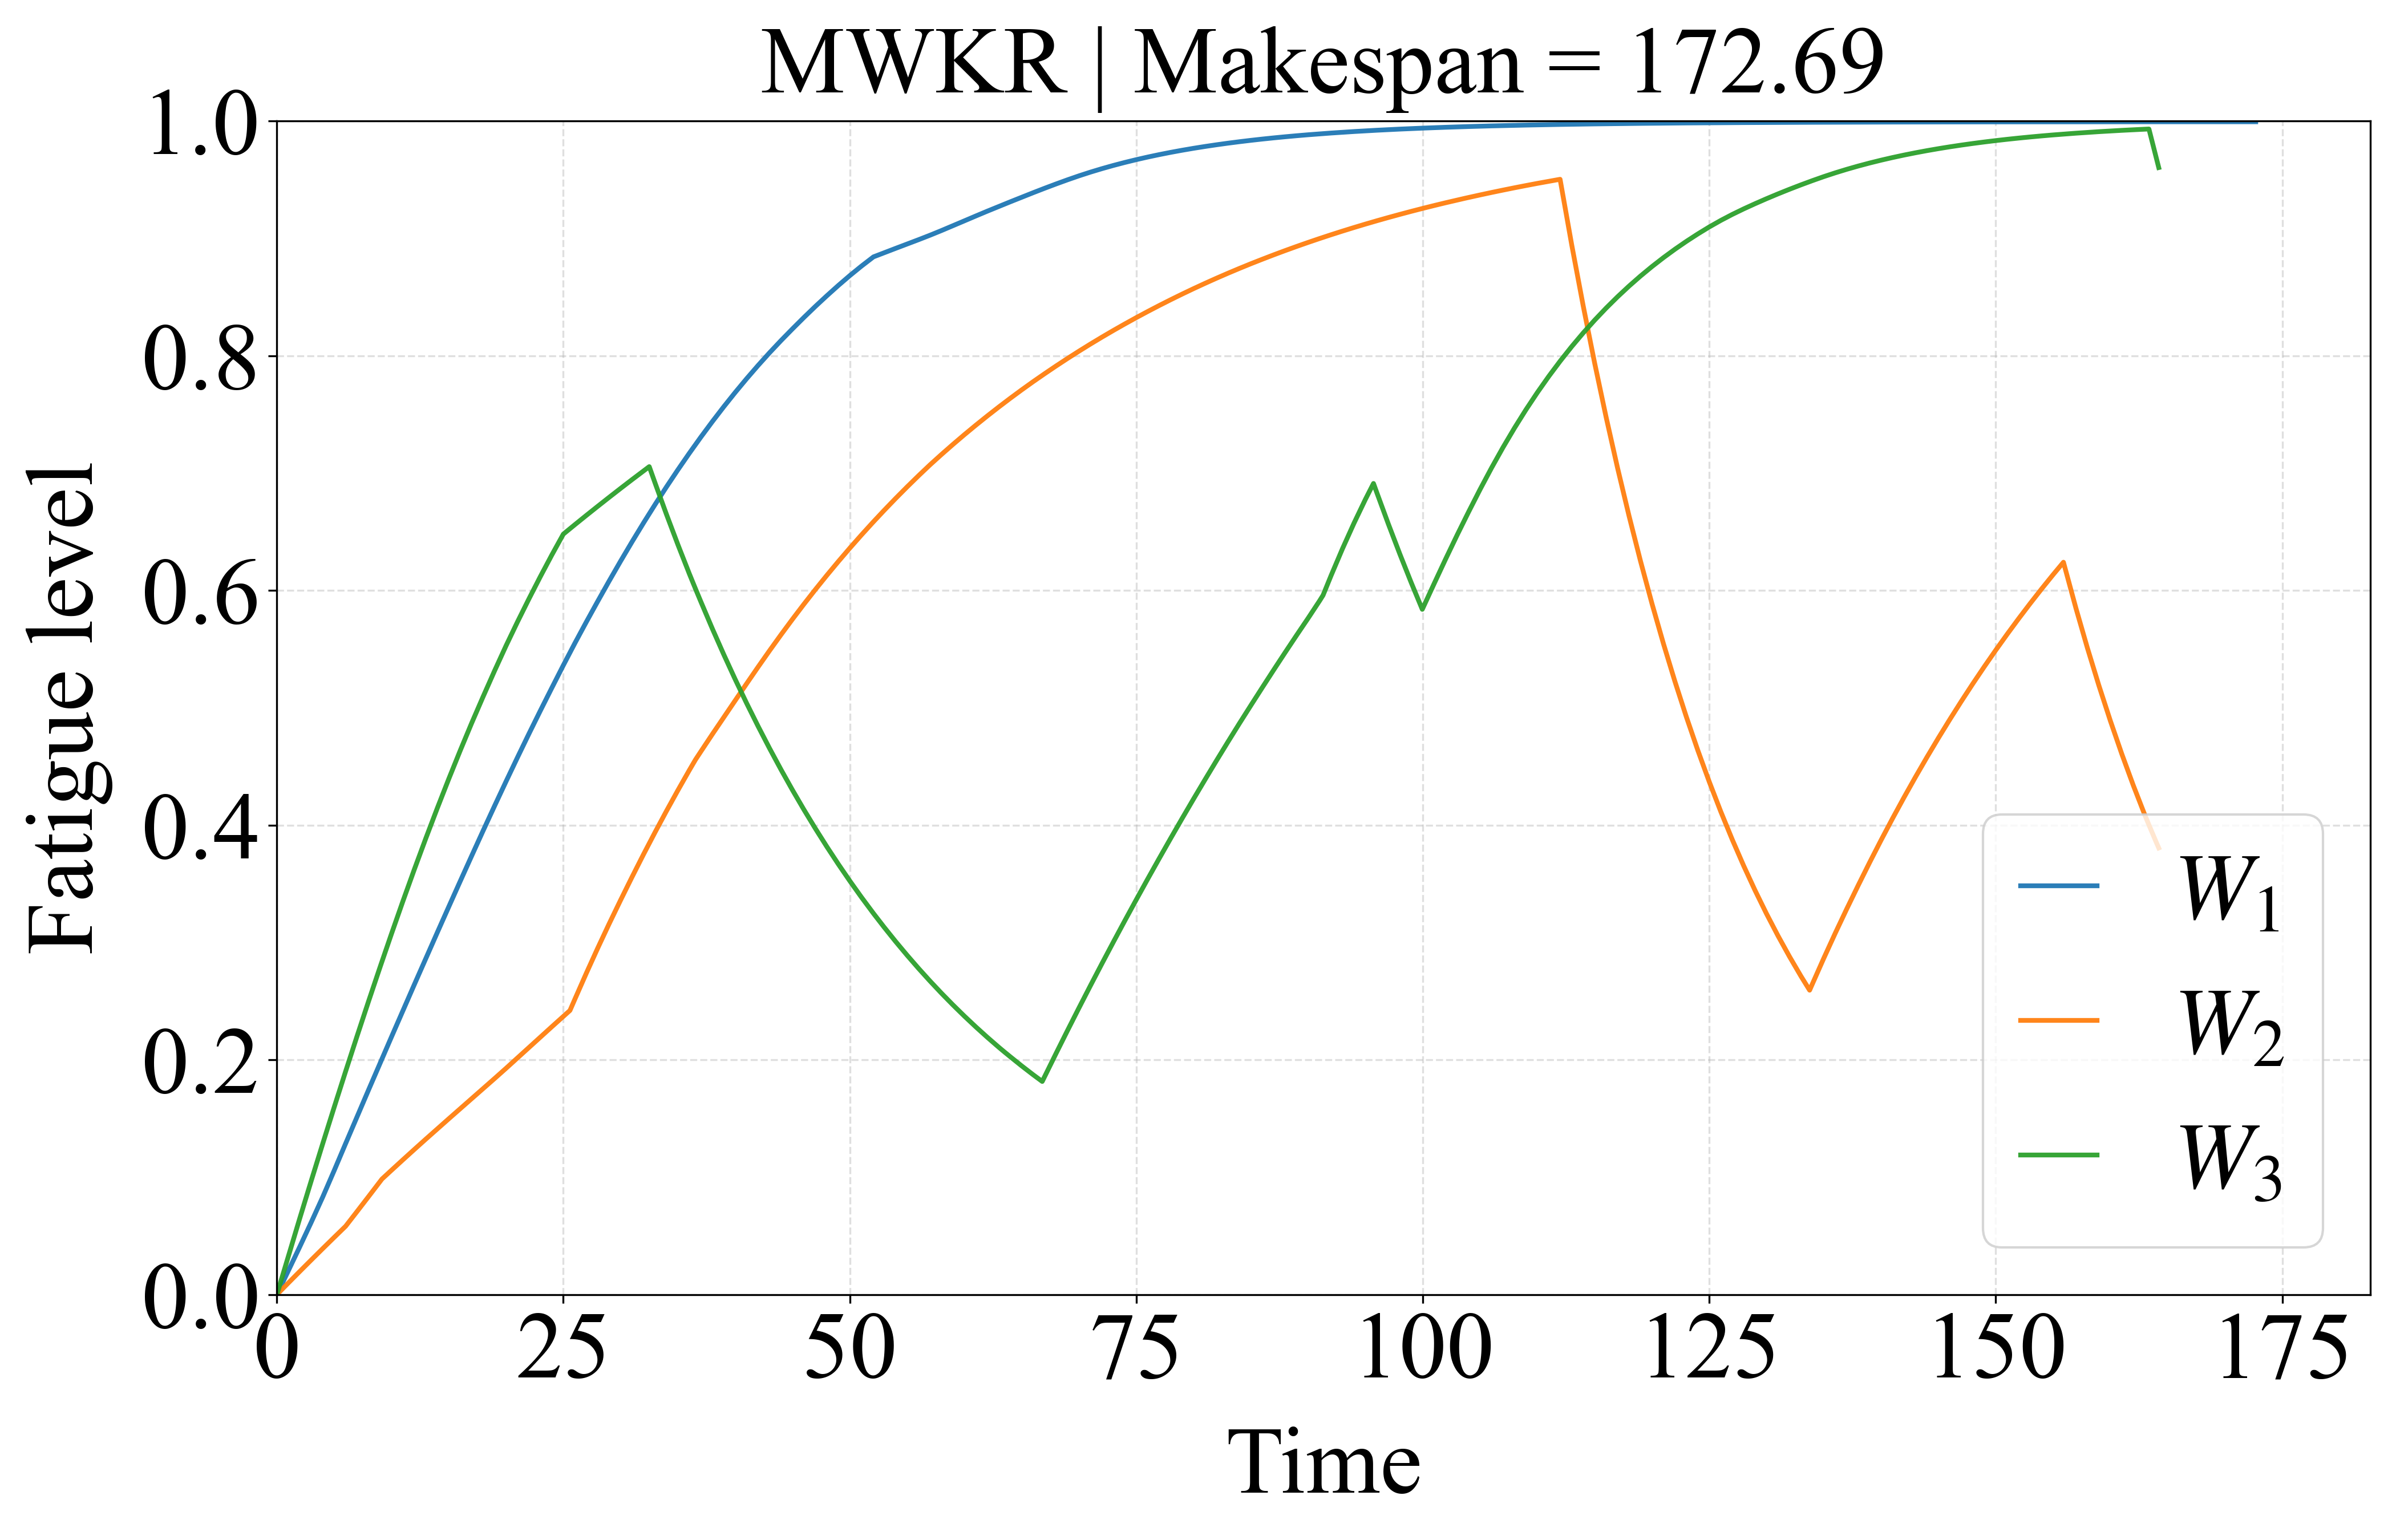 MWKR | Makespan = 172.69
Fatigue level
1.0
0.8
0.6
0.4
0.2
0.0
0 25 50 75 100 125 150 175
Time
W1
W2
W3